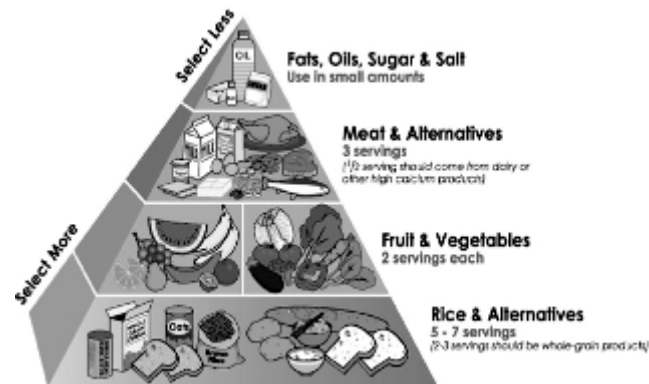 Select Less
OIL
Fats, Oils, Sugar & Salt
Use in small amounts
Meat & Alternatives
3 servings
(½ serving should come from dairy or
other high calcium products)
Select More
Fruit & Vegetables
2 servings each
Oats
Rice & Alternatives
5 - 7 servings
(2-3 servings should be whole-grain products)